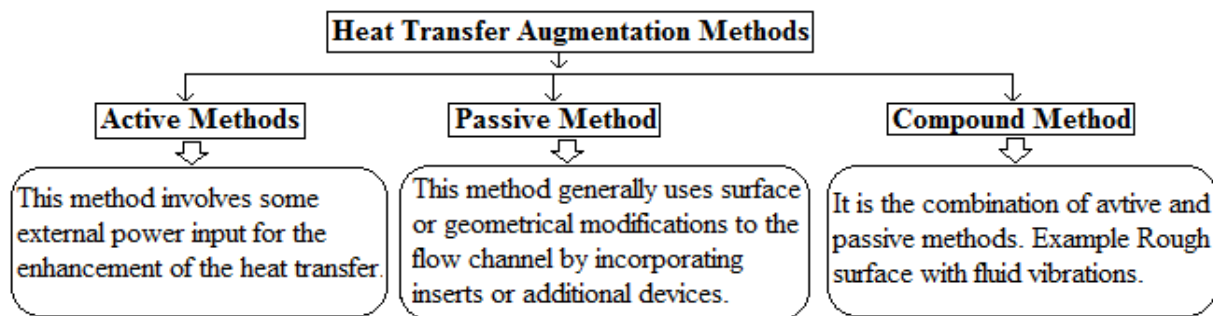 Heat Transfer Augmentation Methods
Active Methods
Passive Method
Compound Method
This method involves some
external power input for the
enhancement of the heat transfer.
This method generally uses surface
or geometrical modifications to the
flow channel by incorporating
inserts or additional devices.
It is the combination of avtive and
passive methods. Example Rough
surface with fluid vibrations.